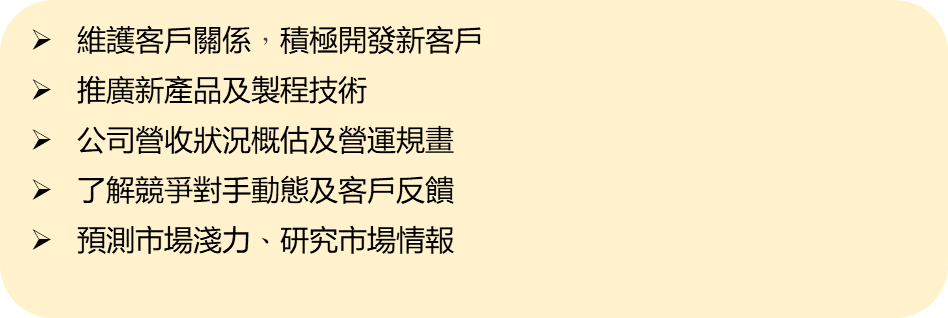 ➢ 維護客戶關係，積極開發新客戶
➢ 推廣新產品及製程技術
➢ 公司營收狀況概估及營運規畫
➢ 了解競爭對手動態及客戶反饋
➢ 預測市場淺力、研究市場情報